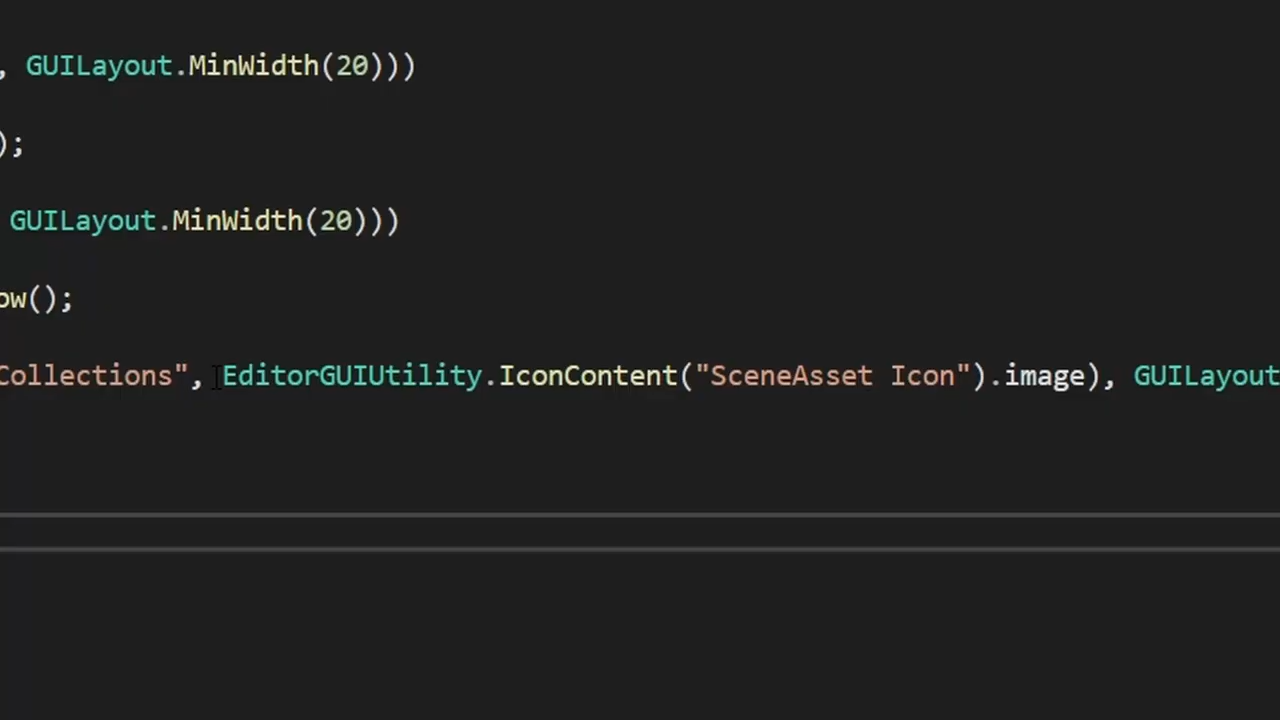 , GUILayout.MinWidth(20)))
);
GUILayout.MinWidth(20)))
ow();
Collections", EditorGUIUtility.IconContent("SceneAsset Icon").image), GUILayout